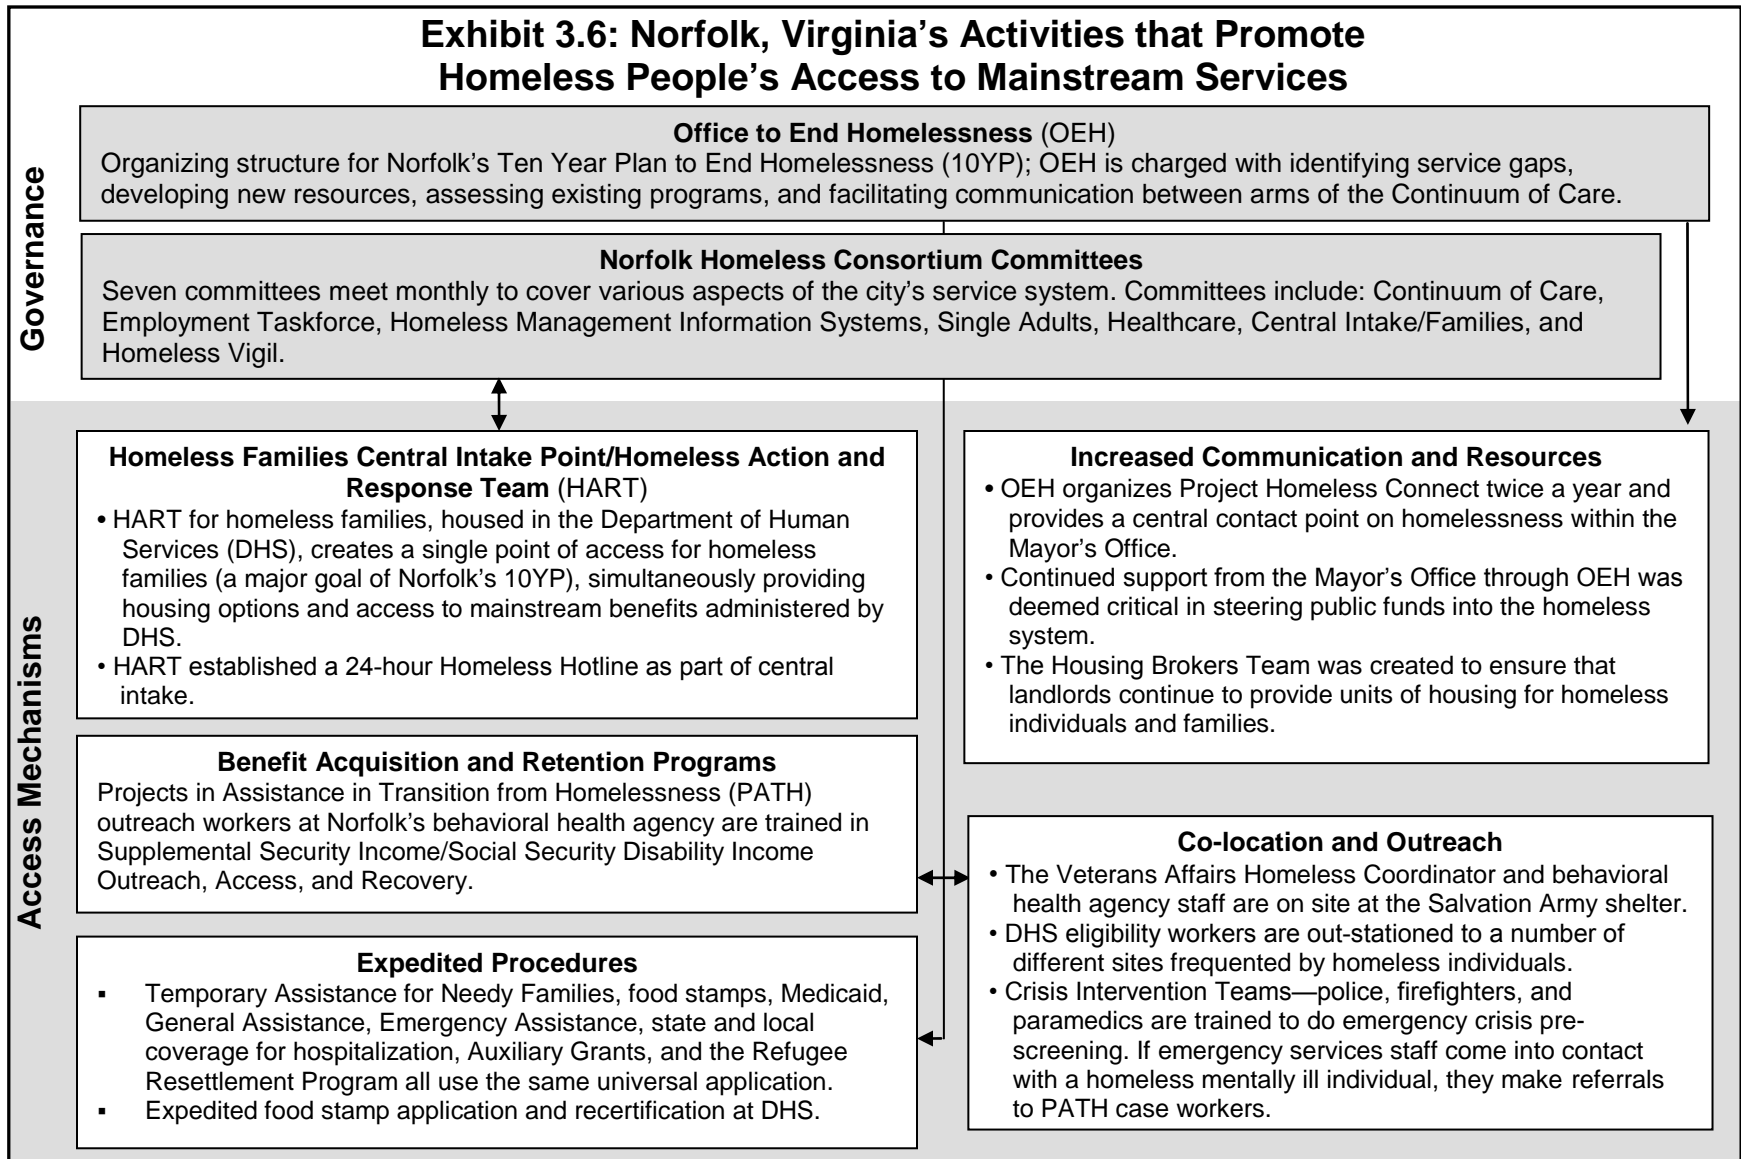 Exhibit 3.6: Norfolk, Virginia’s Activities that Promote
Homeless People’s Access to Mainstream Services
Governance
Office to End Homelessness (OEH)
Organizing structure for Norfolk’s Ten Year Plan to End Homelessness (10YP); OEH is charged with identifying service gaps,
developing new resources, assessing existing programs, and facilitating communication between arms of the Continuum of Care.
Norfolk Homeless Consortium Committees
Seven committees meet monthly to cover various aspects of the city’s service system. Committees include: Continuum of Care,
Employment Taskforce, Homeless Management Information Systems, Single Adults, Healthcare, Central Intake/Families, and
Homeless Vigil.
Access Mechanisms
Homeless Families Central Intake Point/Homeless Action and
Response Team (HART)
• HART for homeless families, housed in the Department of Human
Services (DHS), creates a single point of access for homeless
families (a major goal of Norfolk’s 10YP), simultaneously providing
housing options and access to mainstream benefits administered by
DHS.
• HART established a 24-hour Homeless Hotline as part of central
intake.
Benefit Acquisition and Retention Programs
Projects in Assistance in Transition from Homelessness (PATH)
outreach workers at Norfolk’s behavioral health agency are trained in
Supplemental Security Income/Social Security Disability Income
Outreach, Access, and Recovery.
Expedited Procedures
▪ Temporary Assistance for Needy Families, food stamps, Medicaid,
General Assistance, Emergency Assistance, state and local
coverage for hospitalization, Auxiliary Grants, and the Refugee
Resettlement Program all use the same universal application.
▪ Expedited food stamp application and recertification at DHS.
Increased Communication and Resources
• OEH organizes Project Homeless Connect twice a year and
provides a central contact point on homelessness within the
Mayor’s Office.
• Continued support from the Mayor’s Office through OEH was
deemed critical in steering public funds into the homeless
system.
• The Housing Brokers Team was created to ensure that
landlords continue to provide units of housing for homeless
individuals and families.
Co-location and Outreach
• The Veterans Affairs Homeless Coordinator and behavioral
health agency staff are on site at the Salvation Army shelter.
• DHS eligibility workers are out-stationed to a number of
different sites frequented by homeless individuals.
• Crisis Intervention Teams—police, firefighters, and
paramedics are trained to do emergency crisis pre-
screening. If emergency services staff come into contact
with a homeless mentally ill individual, they make referrals
to PATH case workers.